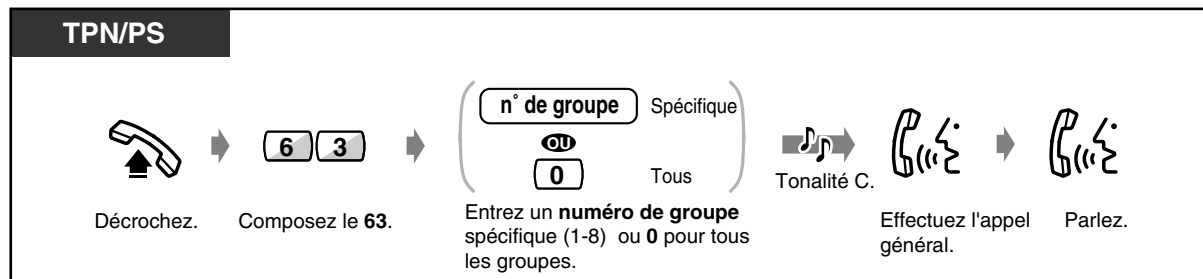 TPN/PS
n° de groupe Spécifique
OU
6 3
0 Tous
Tonalité C.
Décrochez.
Composez le 63.
Entrez un numéro de groupe
spécifique (1-8) ou 0 pour tous
les groupes.
Effectuez l'appel
général.
Parlez.